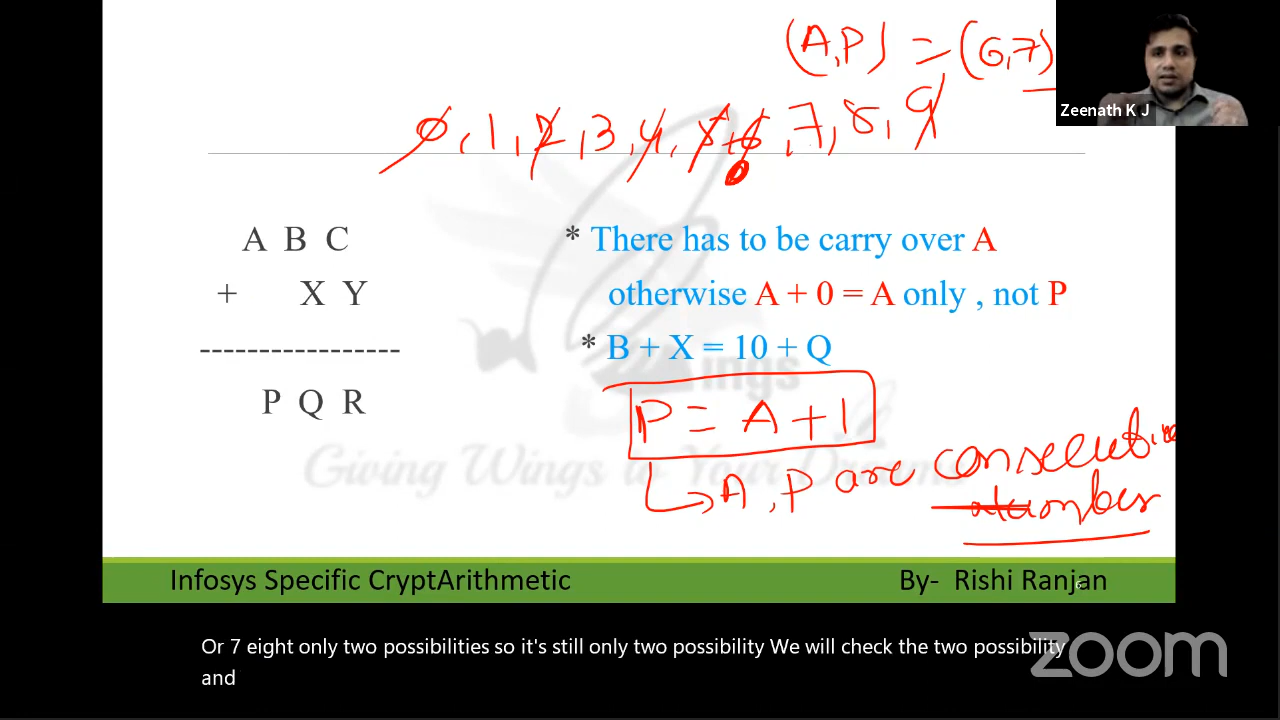 (A,P) = (6,7)
Zeenath K J
0, 1, 2, 3, 4, 5, 6, 7, 8, 9
A B C
+ X Y
-----------------
P Q R
* There has to be carry over A
otherwise A + 0 = A only , not P
* B + X = 10 + Q
P = A + 1
A, P are consecutive
number
Wings
Giving Wings to Your Dreams
Infosys Specific CryptArithmetic
By- Rishi Ranjan
Or 7 eight only two possibilities so it's still only two possibility We will check the two possibility
and
zoom